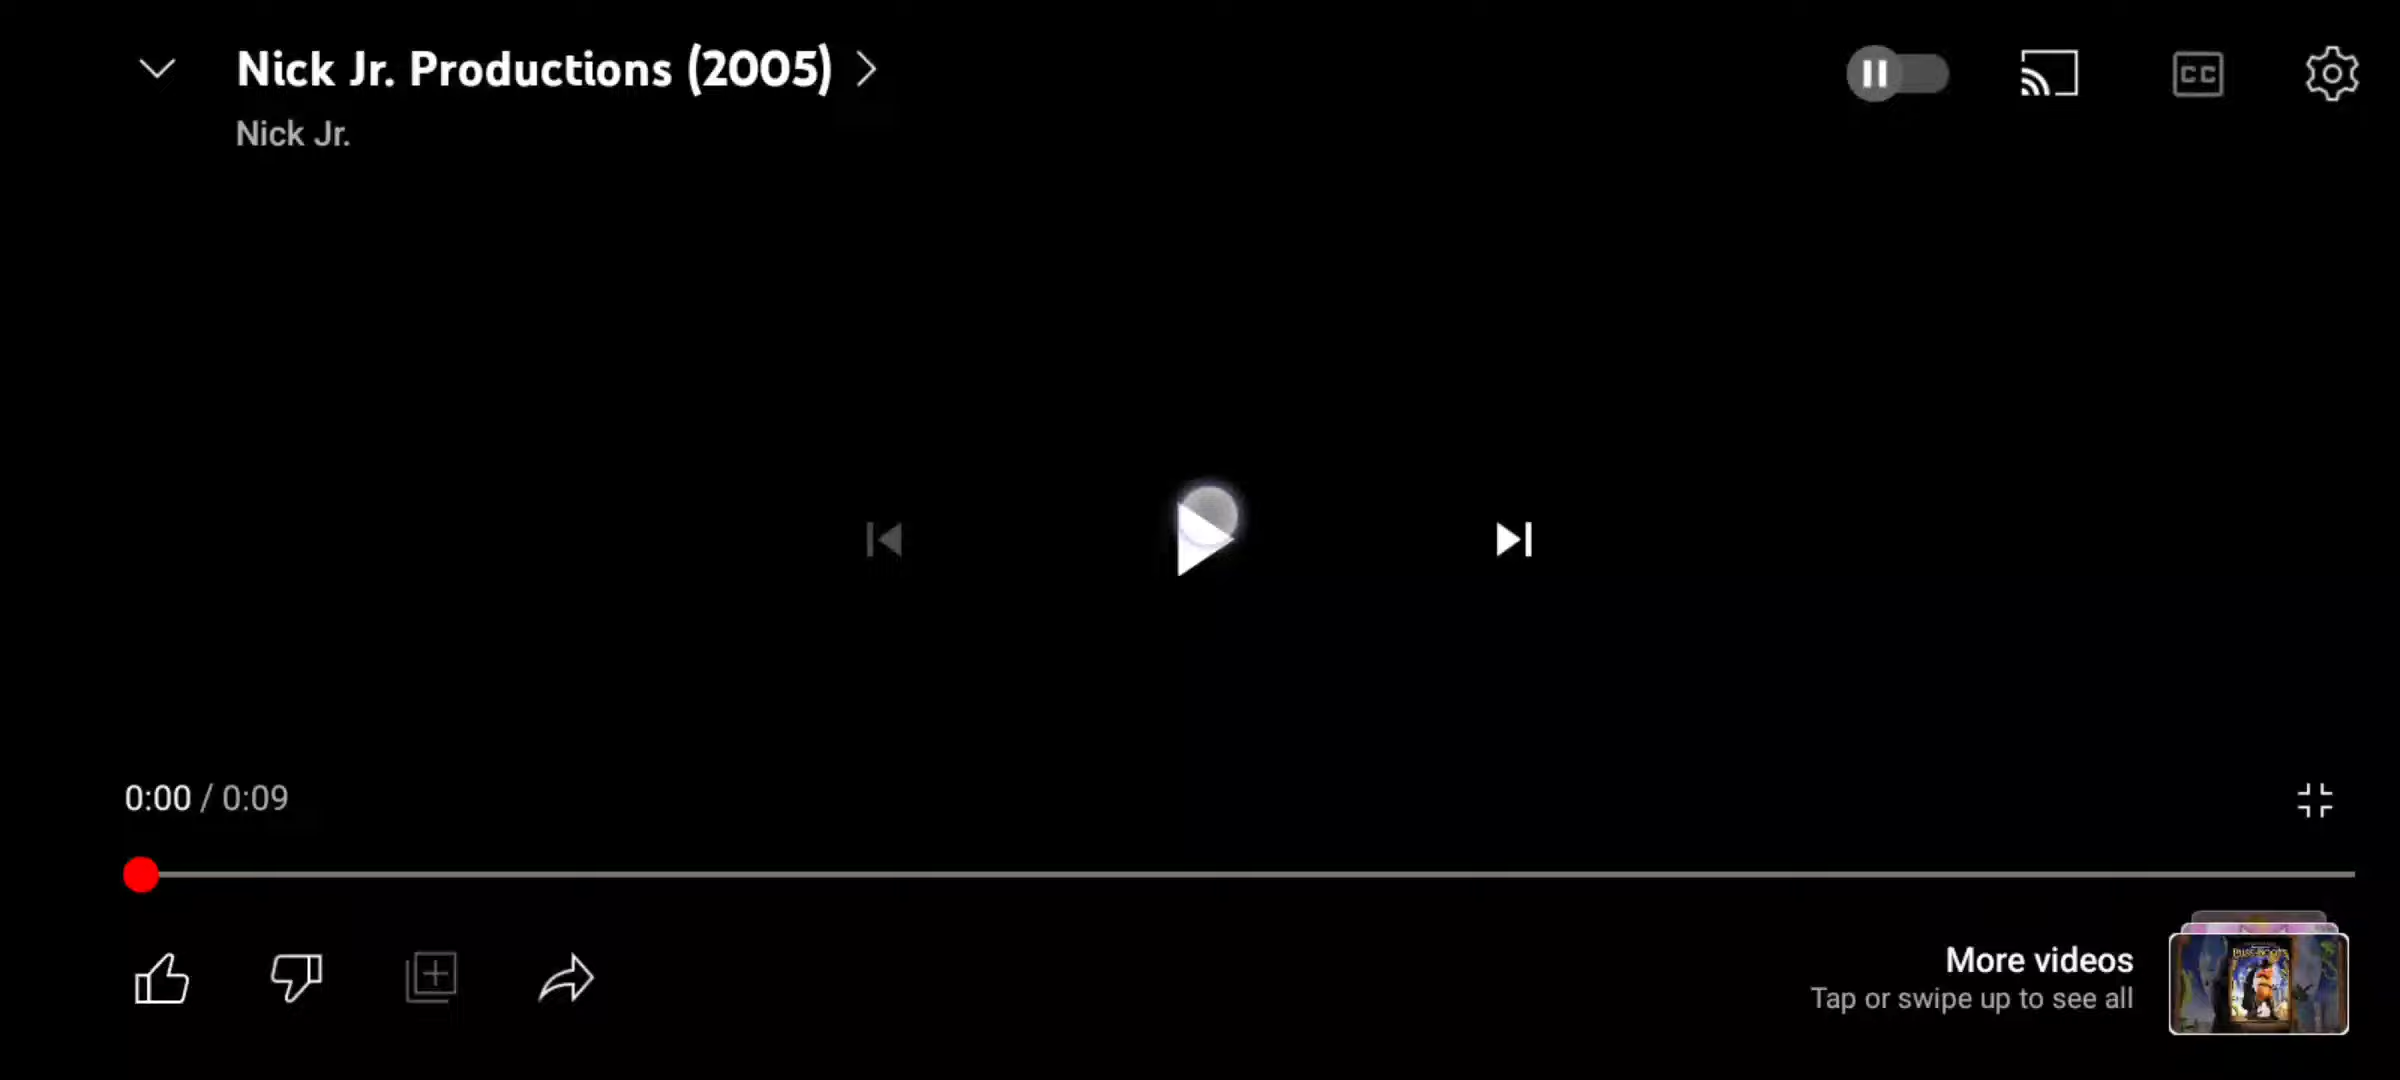 Nick Jr. Productions (2005)
Nick Jr.
CC
0:00 / 0:09
More videos
Tap or swipe up to see all